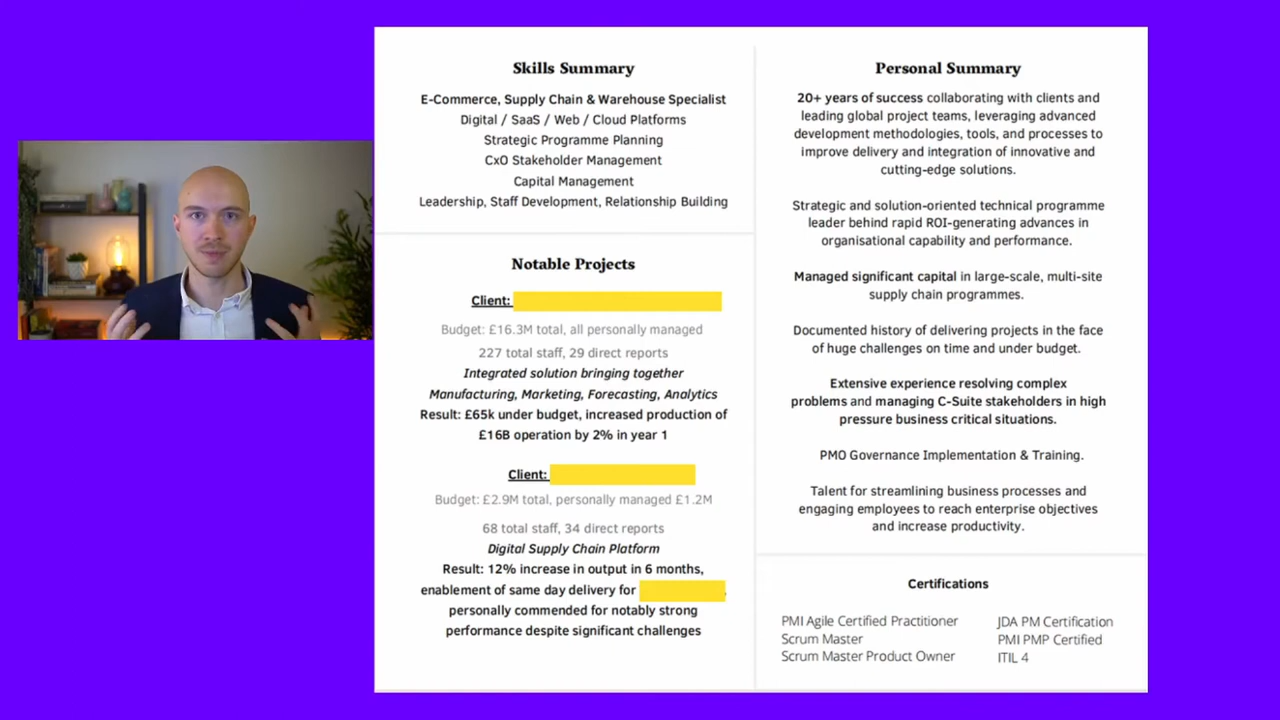 Skills Summary
E-Commerce, Supply Chain & Warehouse Specialist
Digital / SaaS / Web / Cloud Platforms
Strategic Programme Planning
CxO Stakeholder Management
Capital Management
Leadership, Staff Development, Relationship Building
Notable Projects
Client:
Budget: £16.3M total, all personally managed
227 total staff, 29 direct reports
Integrated solution bringing together
Manufacturing, Marketing, Forecasting, Analytics
Result: £65k under budget, increased production of
£16B operation by 2% in year 1
Client:
Budget: £2.9M total, personally managed £1.2M
68 total staff, 34 direct reports
Digital Supply Chain Platform
Result: 12% increase in output in 6 months,
enablement of same day delivery for
personally commended for notably strong
performance despite significant challenges
Personal Summary
20+ years of success collaborating with clients and
leading global project teams, leveraging advanced
development methodologies, tools, and processes to
improve delivery and integration of innovative and
cutting-edge solutions.
Strategic and solution-oriented technical programme
leader behind rapid ROI-generating advances in
organisational capability and performance.
Managed significant capital in large-scale, multi-site
supply chain programmes.
Documented history of delivering projects in the face
of huge challenges on time and under budget.
Extensive experience resolving complex
problems and managing C-Suite stakeholders in high
pressure business critical situations.
PMO Governance Implementation & Training.
Talent for streamlining business processes and
engaging employees to reach enterprise objectives
and increase productivity.
Certifications
PMI Agile Certified Practitioner
Scrum Master
Scrum Master Product Owner
JDA PM Certification
PMI PMP Certified
ITIL 4